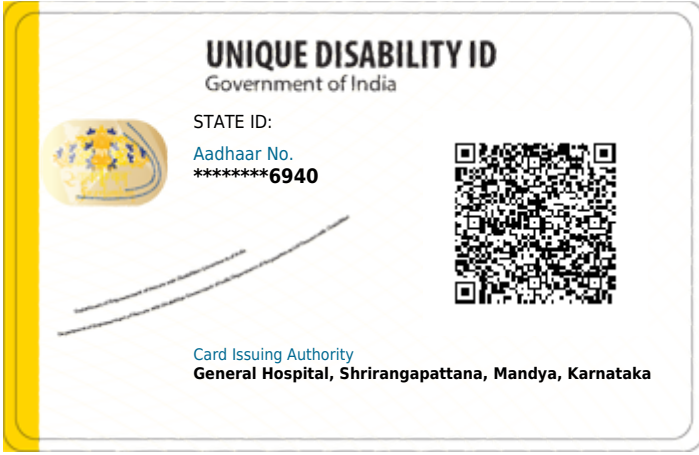 UNIQUE DISABILITY ID
Government of India
STATE ID:
Aadhaar No.
********6940
Card Issuing Authority
General Hospital, Shrirangapattana, Mandya, Karnataka